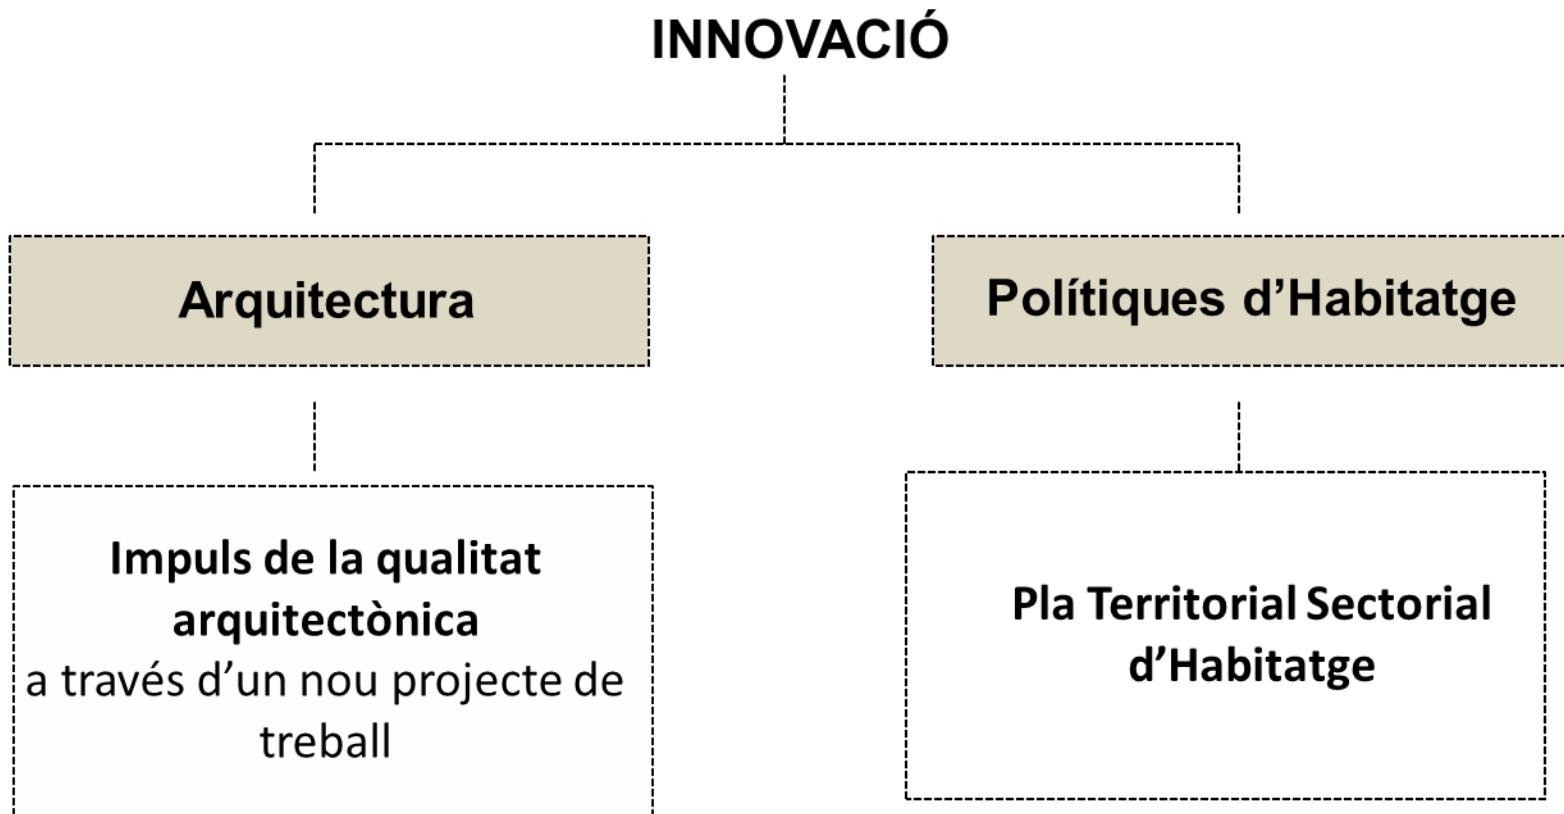 INNOVACIÓ
Arquitectura
Polítiques d’Habitatge
Impuls de la qualitat
arquitectònica
a través d’un nou projecte de
treball
Pla Territorial Sectorial
d’Habitatge